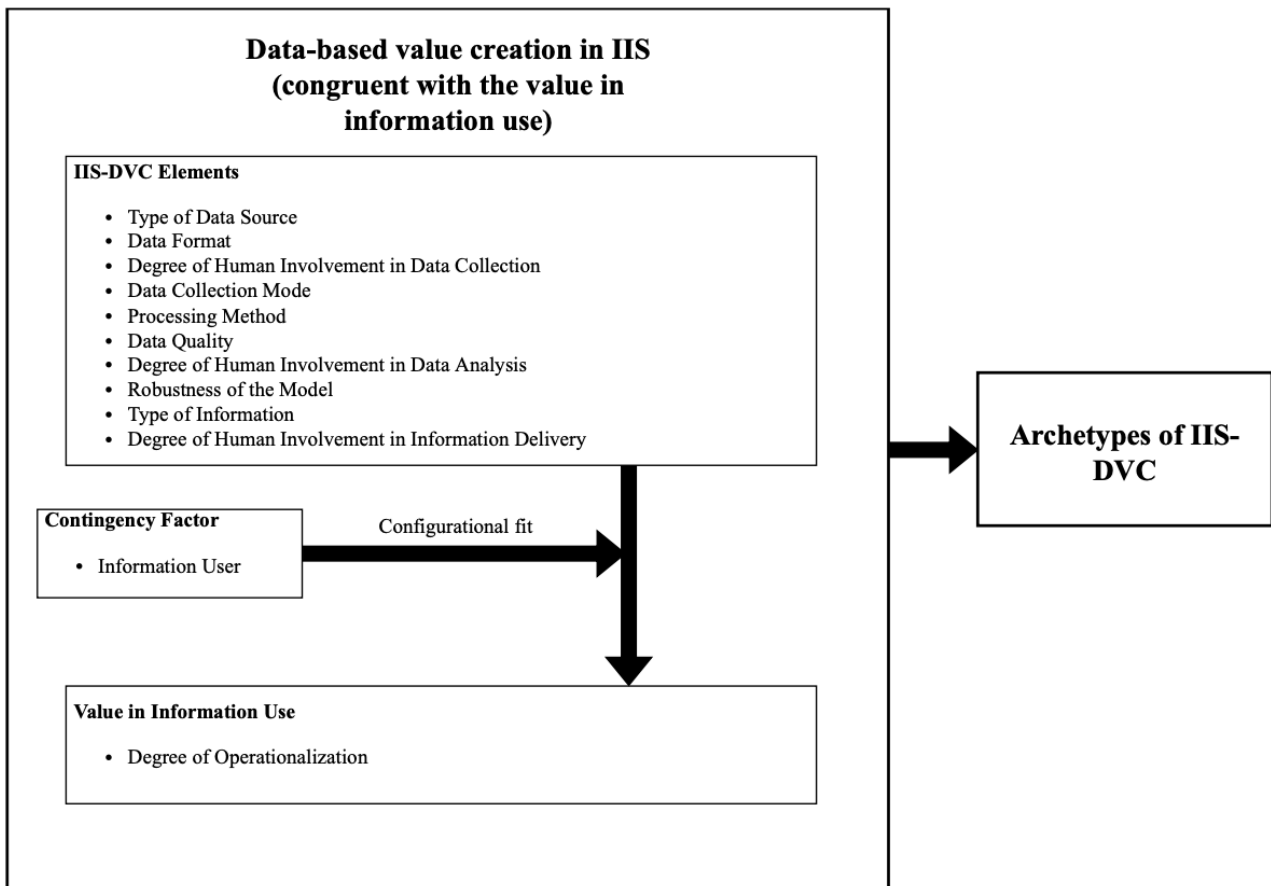 Data-based value creation in IIS
(congruent with the value in
information use)
IIS-DVC Elements
• Type of Data Source
• Data Format
• Degree of Human Involvement in Data Collection
• Data Collection Mode
• Processing Method
• Data Quality
• Degree of Human Involvement in Data Analysis
• Robustness of the Model
• Type of Information
• Degree of Human Involvement in Information Delivery
Contingency Factor
• Information User
Configurational fit
Value in Information Use
• Degree of Operationalization
Archetypes of IIS-
DVC